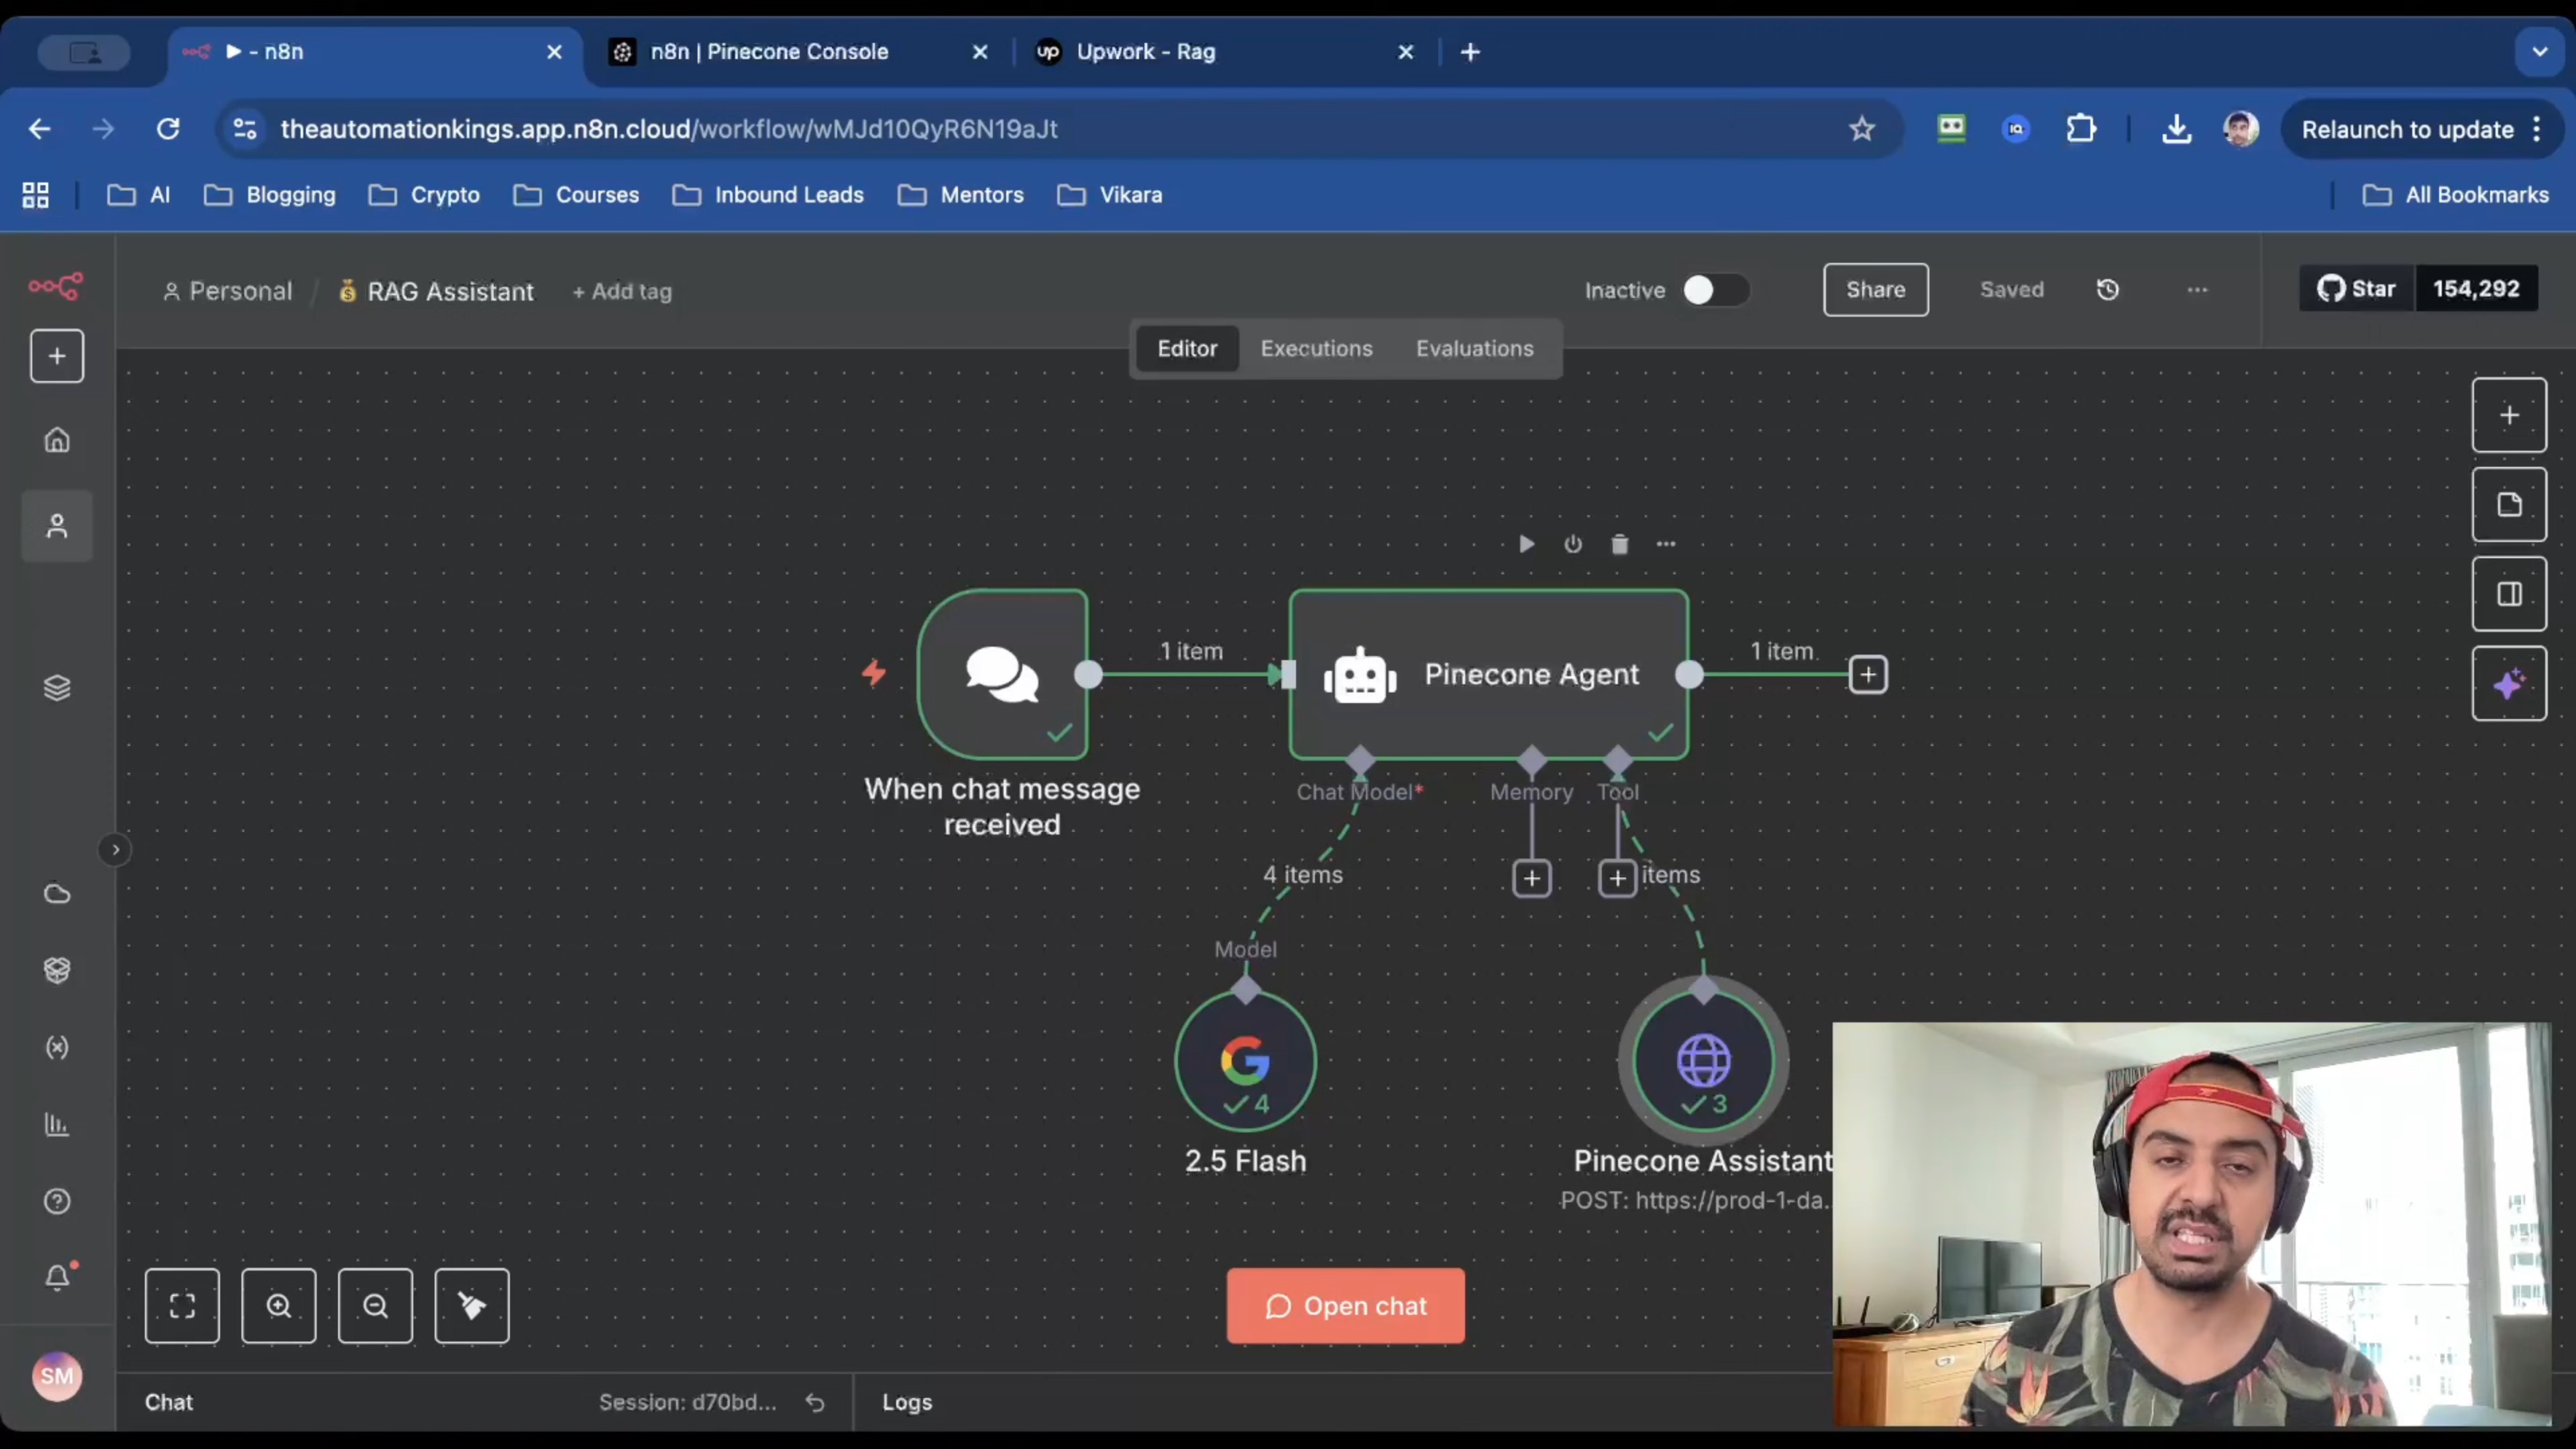 - n8n
n8n | Pinecone Console
up
Upwork - Rag
theautomationkings.app.n8n.cloud/workflow/wMJd10QyR6N19aJt
IQ
Relaunch to update
AI
Blogging
Crypto
Courses
Inbound Leads
Mentors
Vikara
All Bookmarks
Personal / RAG Assistant + Add tag
Inactive
Share
Saved
Star 154,292
Editor
Executions
Evaluations
1 item
Pinecone Agent
1 item
When chat message
received
Chat Model*
Memory
Tool
4 items
items
Model
4
3
2.5 Flash
Pinecone Assistant
POST: https://prod-1-da...
Open chat
SM
Chat
Session: d70bd...
Logs